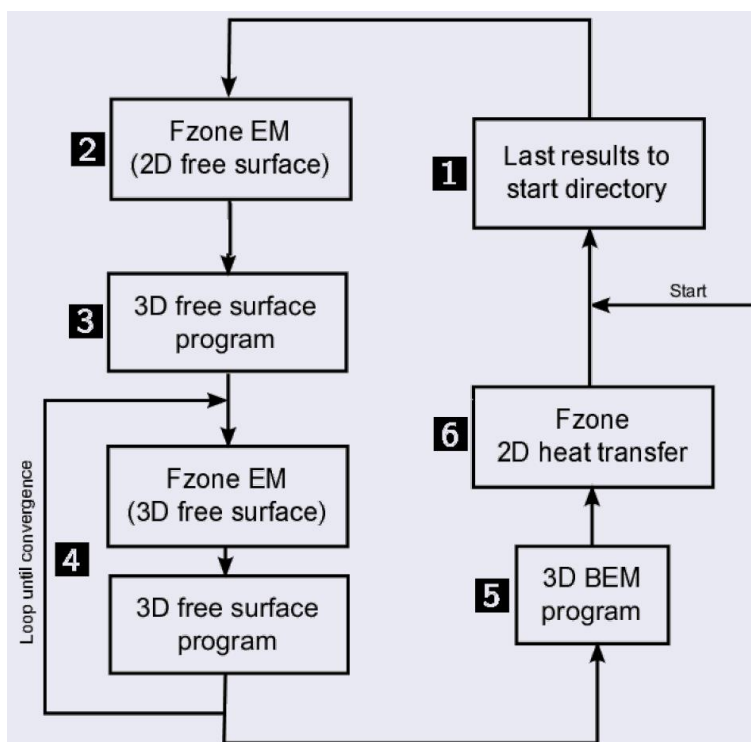 2
Fzone EM
(2D free surface)
1
Last results to
start directory
3
3D free surface
program
Start
6
Fzone
2D heat transfer
Loop until convergence
4
Fzone EM
(3D free surface)
3D free surface
program
5
3D BEM
program